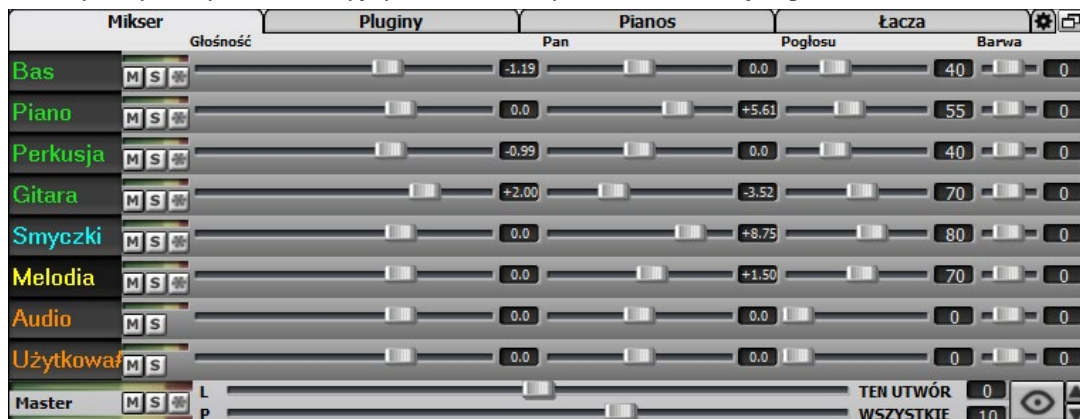 Mikser Pluginy Pianos Łacza
Głośność Pan Pogłosu Barwa
Bas M S -1.19 0.0 40 0
Piano M S 0.0 +5.61 55 0
Perkusja M S -0.99 0.0 40 0
Gitara M S +2.00 -3.52 70 0
Smyczki M S 0.0 +8.75 80 0
Melodia M S 0.0 +1.50 70 0
Audio M S 0.0 0.0 0 0
M S 0.0 0.0 0 0
Master M S L TEN UTWÓR 0
P WSZYSTKIE 10